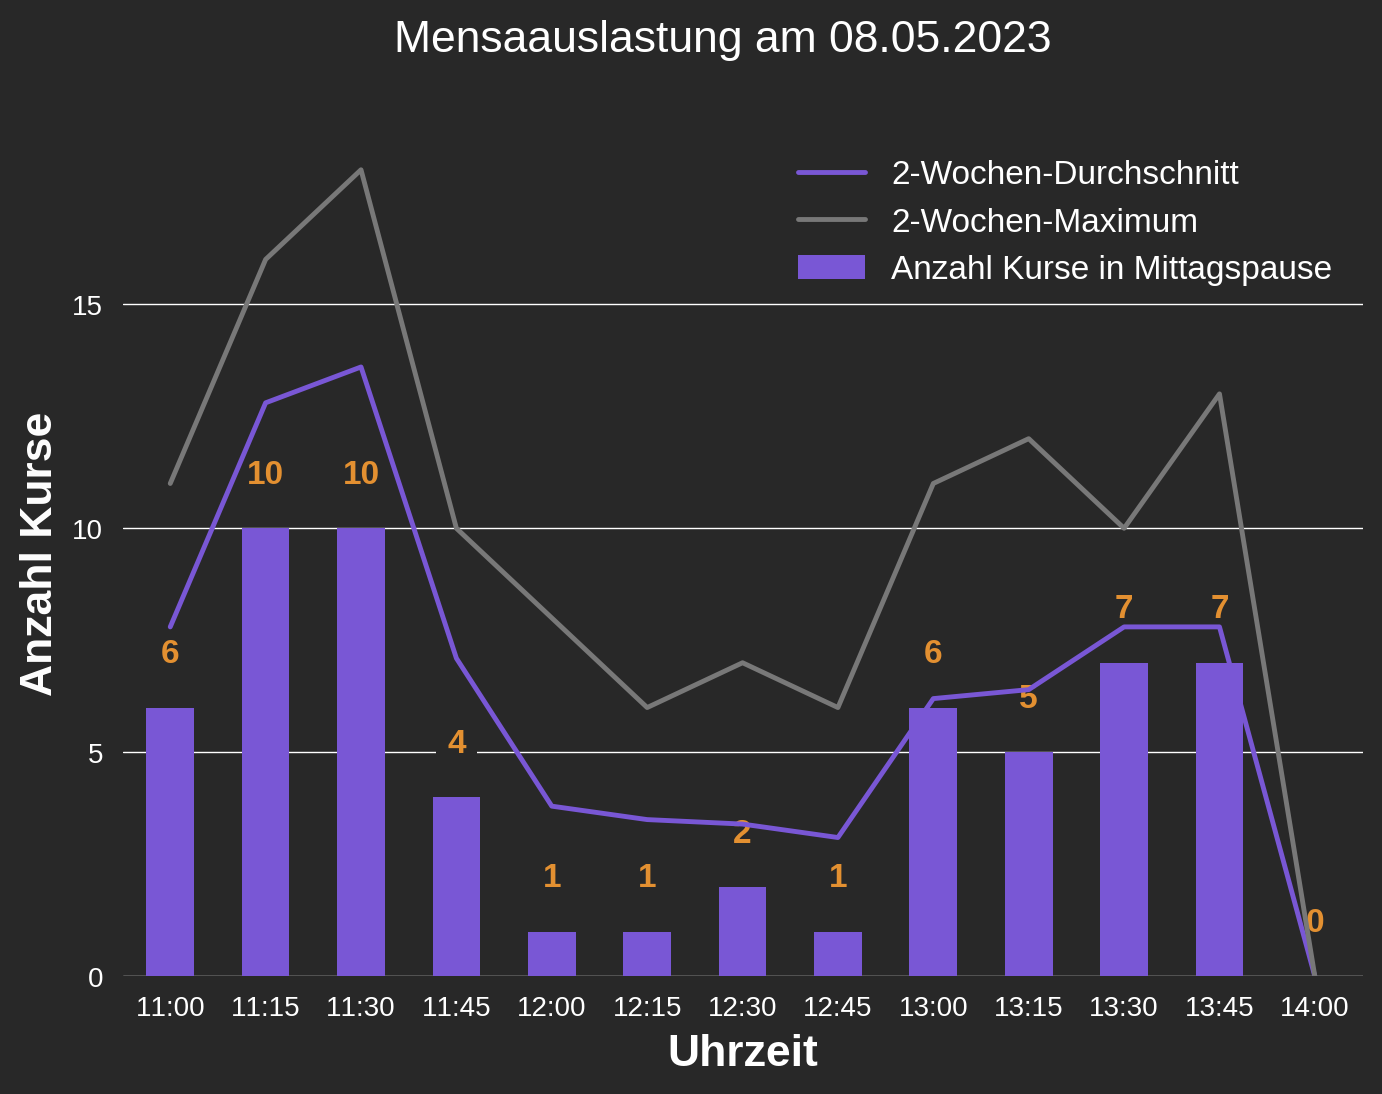 Mensaauslastung am 08.05.2023
2-Wochen-Durchschnitt
2-Wochen-Maximum
Anzahl Kurse in Mittagspause
Anzahl Kurse
15
10
5
0
6
10
10
4
1
1
2
1
6
5
7
7
0
11:00 11:15 11:30 11:45 12:00 12:15 12:30 12:45 13:00 13:15 13:30 13:45 14:00
Uhrzeit